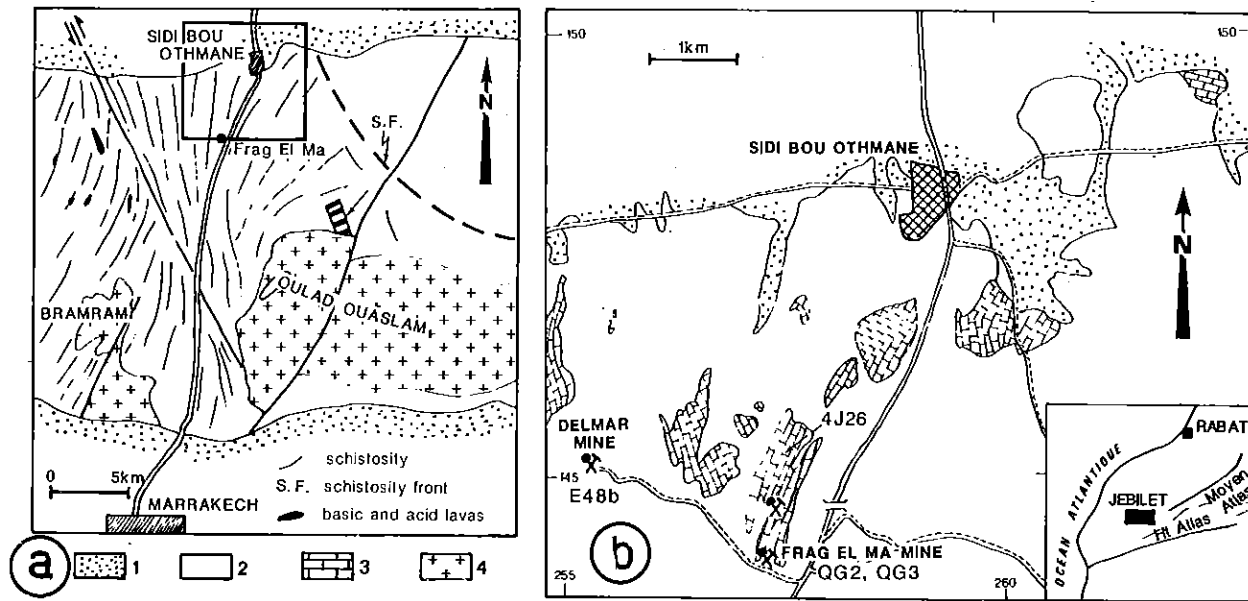 SIDI BOU
OTHMANE
N
S.F.
Frag El Ma
BRAMRAM
OULAD OUASLAM
0 5km
schistosity
S.F. schistosity front
basic and acid lavas
MARRAKECH
a
1
2
3
4
150
260
150
1km
SIDI BOU OTHMANE
N
4J26
DELMAR
MINE
145
E48b
FRAG EL MA MINE
QG2, QG3
255
260
b
RABAT
OCEAN ATLANTIQUE
JEBILET
Moyen Atlas
Ht Atlas